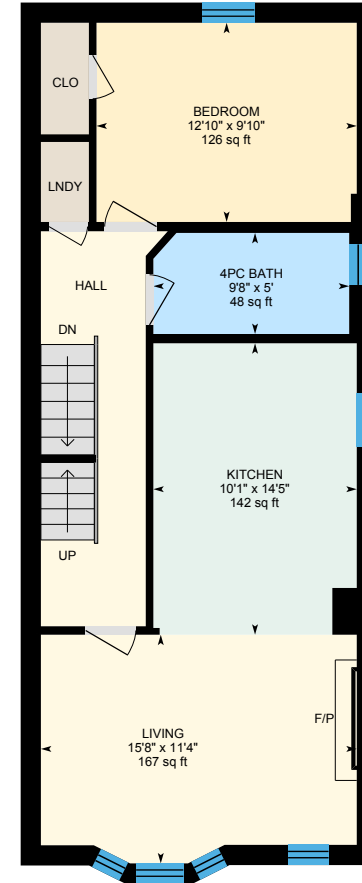 CLO
BEDROOM
12'10" x 9'10"
126 sq ft
LNDY
HALL
4PC BATH
9'8" x 5'
48 sq ft
DN
KITCHEN
10'1" x 14'5"
142 sq ft
UP
F/P
LIVING
15'8" x 11'4"
167 sq ft